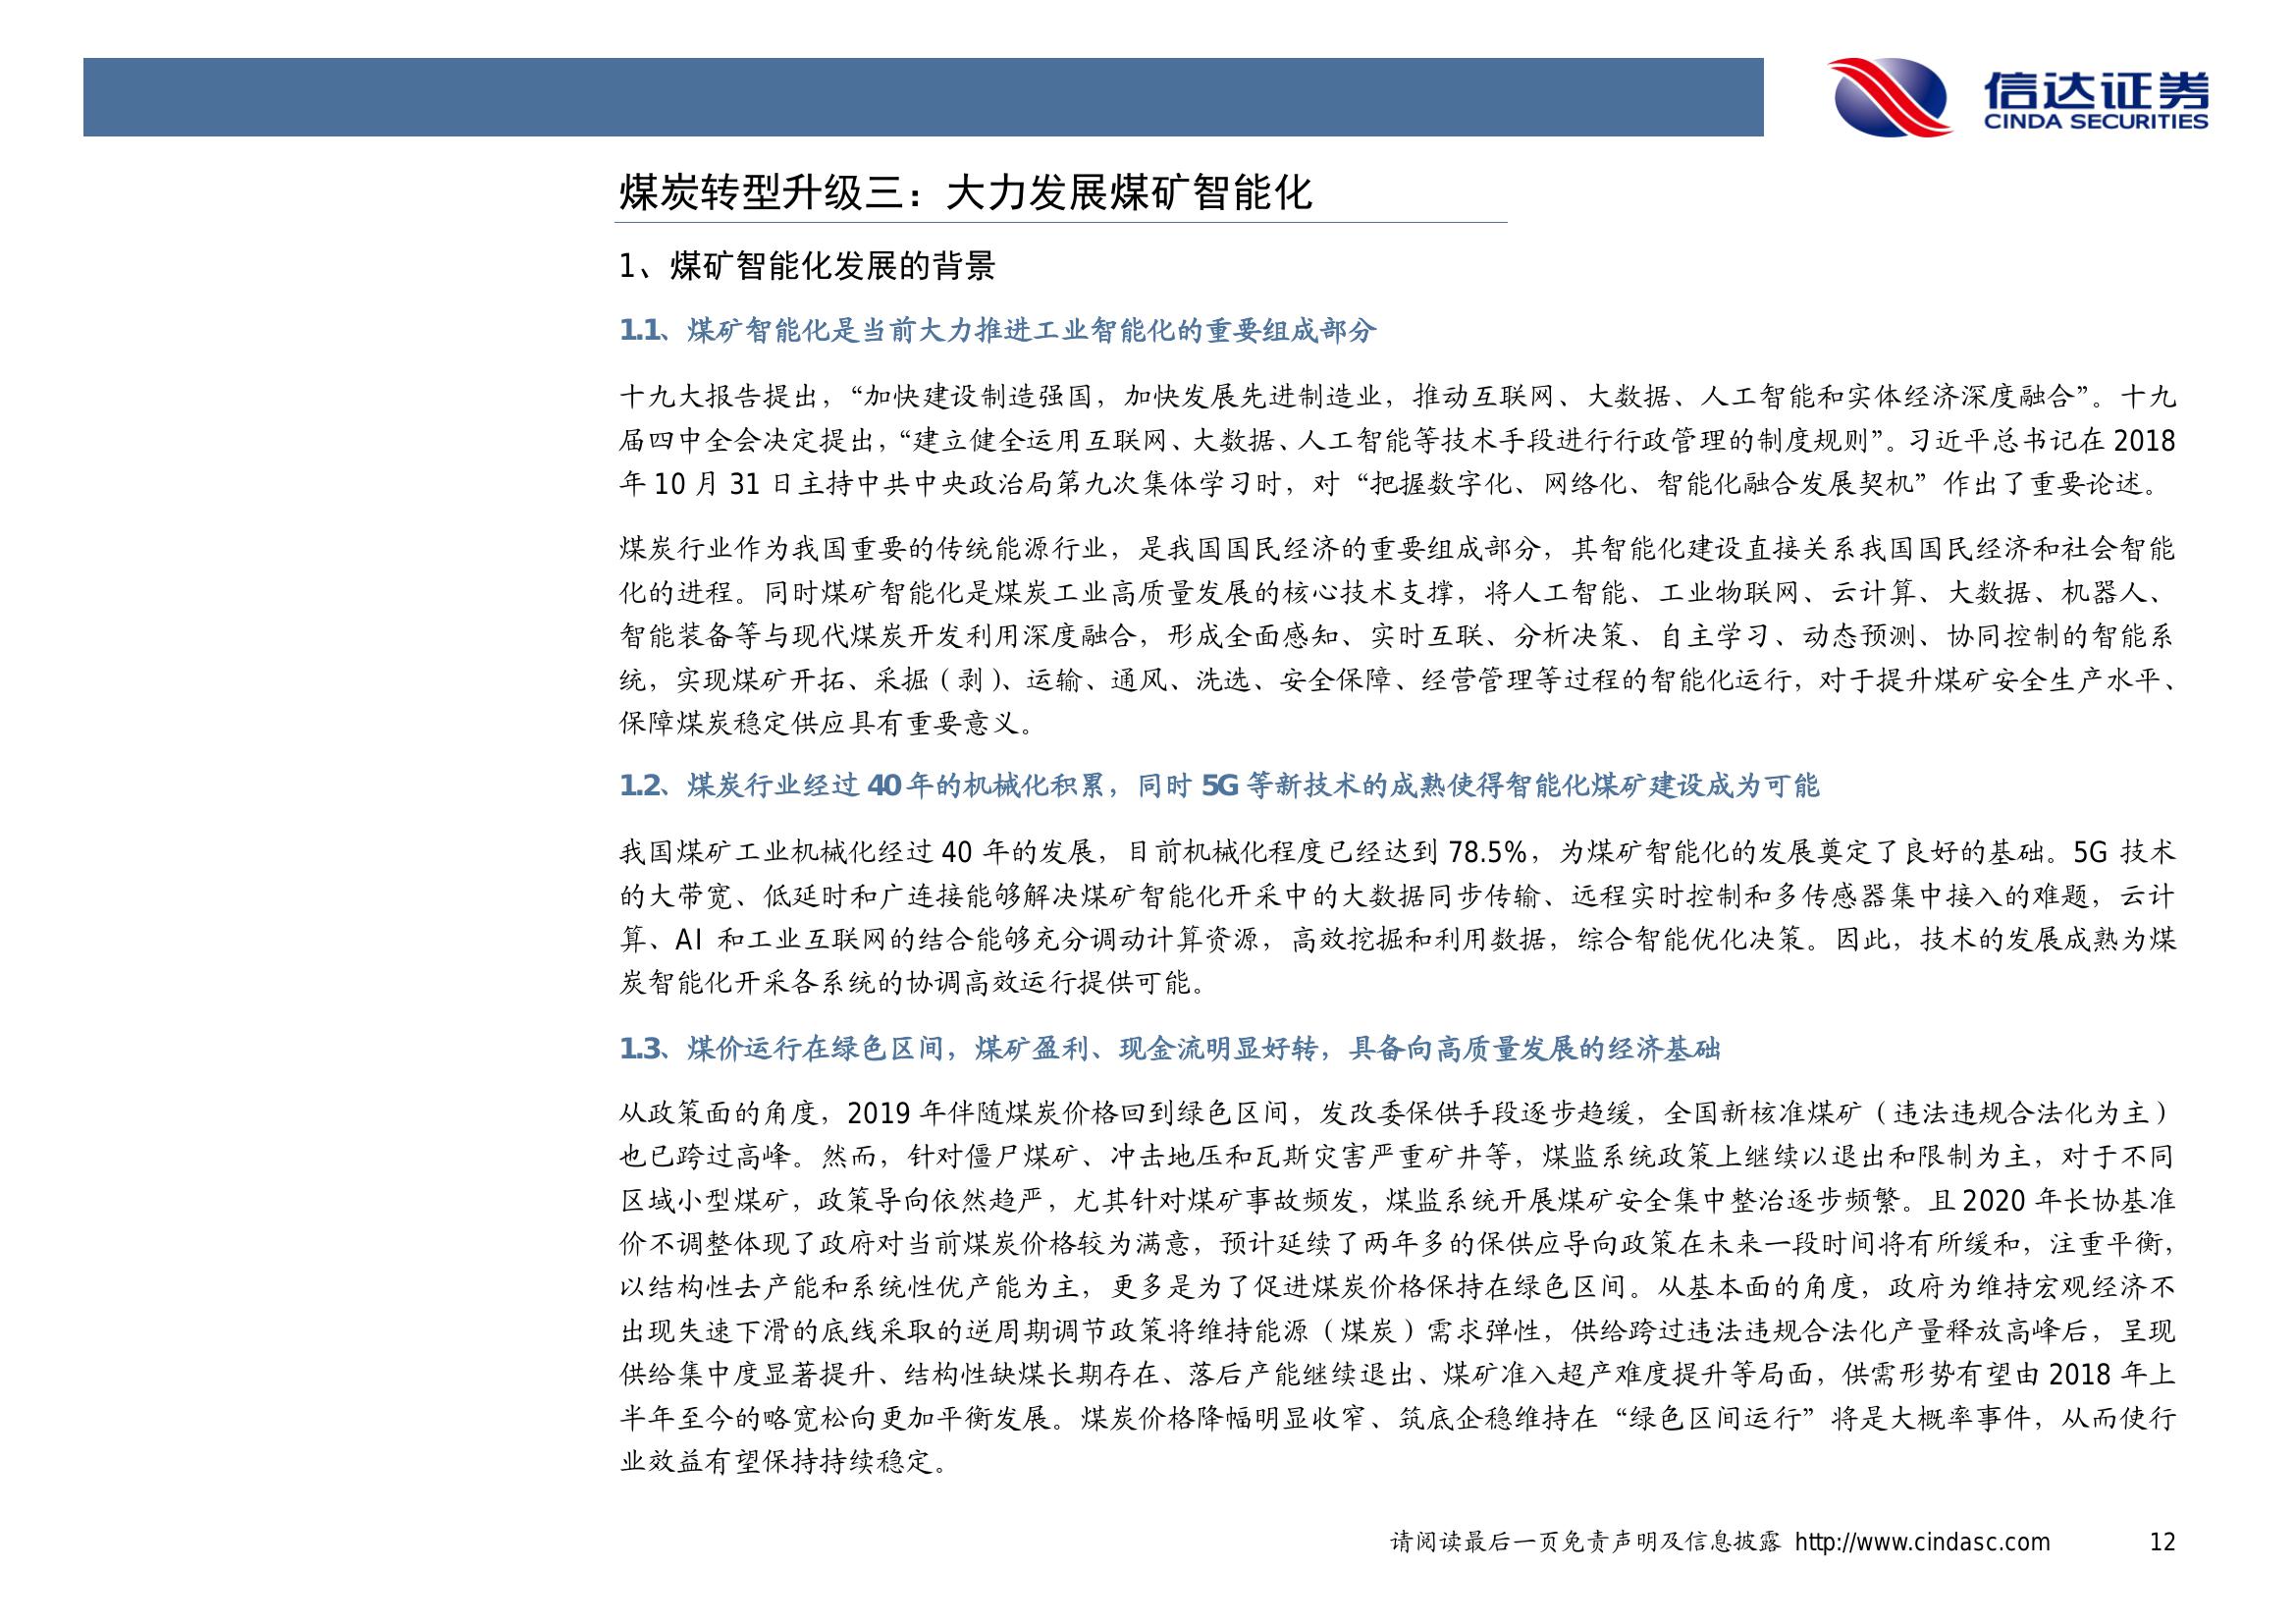 信达证券
CINDA SECURITIES
煤炭转型升级三：大力发展煤矿智能化
1、煤矿智能化发展的背景
1.1、煤矿智能化是当前大力推进工业智能化的重要组成部分
十九大报告提出，“加快建设制造强国，加快发展先进制造业，推动互联网、大数据、人工智能和实体经济深度融合”。十九
届四中全会决定提出，“建立健全运用互联网、大数据、人工智能等技术手段进行行政管理的制度规则”。习近平总书记在 2018
年 10 月 31 日主持中共中央政治局第九次集体学习时，对“把握数字化、网络化、智能化融合发展契机”作出了重要论述。
煤炭行业作为我国重要的传统能源行业，是我国国民经济的重要组成部分，其智能化建设直接关系我国国民经济和社会智能
化的进程。同时煤矿智能化是煤炭工业高质量发展的核心技术支撑，将人工智能、工业物联网、云计算、大数据、机器人、
智能装备等与现代煤炭开发利用深度融合，形成全面感知、实时互联、分析决策、自主学习、动态预测、协同控制的智能系
统，实现煤矿开拓、采掘（剥）、运输、通风、洗选、安全保障、经营管理等过程的智能化运行，对于提升煤矿安全生产水平、
保障煤炭稳定供应具有重要意义。
1.2、煤炭行业经过 40 年的机械化积累，同时 5G 等新技术的成熟使得智能化煤矿建设成为可能
我国煤矿工业机械化经过 40 年的发展，目前机械化程度已经达到 78.5%，为煤矿智能化的发展奠定了良好的基础。5G 技术
的大带宽、低延时和广连接能够解决煤矿智能化开采中的大数据同步传输、远程实时控制和多传感器集中接入的难题，云计
算、AI 和工业互联网的结合能够充分调动计算资源，高效挖掘和利用数据，综合智能优化决策。因此，技术的发展成熟为煤
炭智能化开采各系统的协调高效运行提供可能。
1.3、煤价运行在绿色区间，煤矿盈利、现金流明显好转，具备向高质量发展的经济基础
从政策面的角度，2019 年伴随煤炭价格回到绿色区间，发改委保供手段逐步趋缓，全国新核准煤矿（违法违规合法化为主）
也已跨过高峰。然而，针对僵尸煤矿、冲击地压和瓦斯灾害严重矿井等，煤监系统政策上继续以退出和限制为主，对于不同
区域小型煤矿，政策导向依然趋严，尤其针对煤矿事故频发，煤监系统开展煤矿安全集中整治逐步频繁。且 2020 年长协基准
价不调整体现了政府对当前煤炭价格较为满意，预计延续了两年多的保供应导向政策在未来一段时间将有所缓和，注重平衡，
以结构性去产能和系统性优产能为主，更多是为了促进煤炭价格保持在绿色区间。从基本面的角度，政府为维持宏观经济不
出现失速下滑的底线采取的逆周期调节政策将维持能源（煤炭）需求弹性，供给跨过违法违规合法化产量释放高峰后，呈现
供给集中度显著提升、结构性缺煤长期存在、落后产能继续退出、煤矿准入超产难度提升等局面，供需形势有望由 2018 年上
半年至今的略宽松向更加平衡发展。煤炭价格降幅明显收窄、筑底企稳维持在“绿色区间运行”将是大概率事件，从而使行
业效益有望保持持续稳定。
请阅读最后一页免责声明及信息披露 http://www.cindasc.com 12